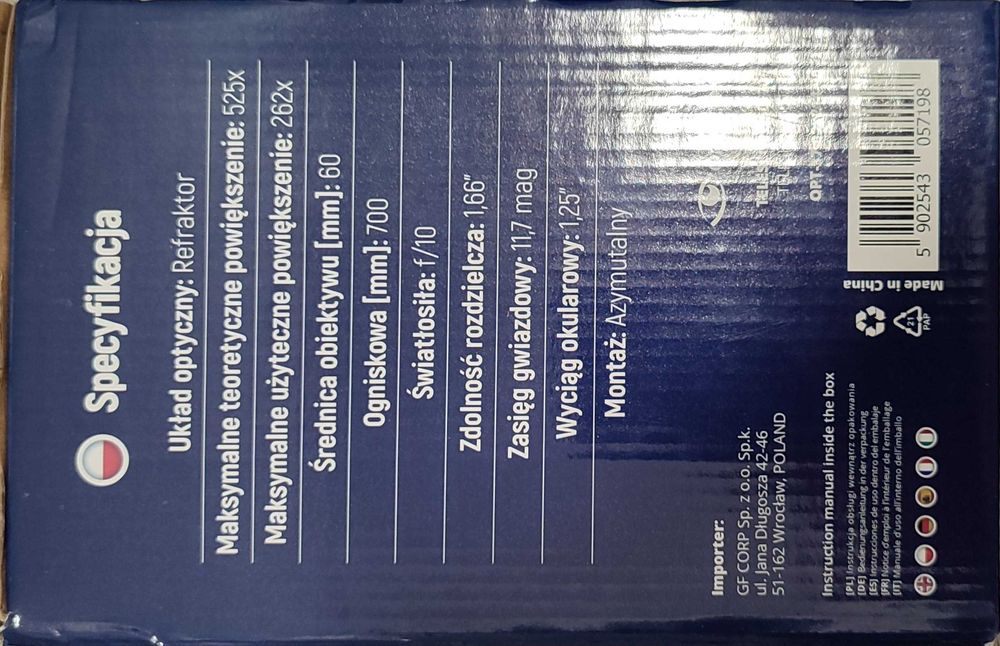 Specyfikacja
Układ optyczny: Refraktor
Maksymalne teoretyczne powiększenie: 525x
Maksymalne użyteczne powiększenie: 262x
Średnica obiektywu [mm]: 60
Ogniskowa [mm]: 700
Światłosiła: f/10
Zdolność rozdzielcza: 1,66"
Zasięg gwiazdowy: 11,7 mag
Wyciąg okularowy: 1,25"
Montaż: Azymutalny
Importer:
GF CORP Sp. z o.o. Sp.k.
ul. Jana Długosza 42-46
51-162 Wrocław, POLAND
Instruction manual inside the box
[PL] Instrukcja obsługi wewnątrz opakowania
[DE] Bedienungsanleitung in der verpackung
[ES] Instrucciones de uso dentro del embalaje
[FR] Notice d'emploi à l'intérieur de l'emballage
[IT] Manuale d'uso all'interno dell'imballo
21
PAP
Made in China
5 902543 057198